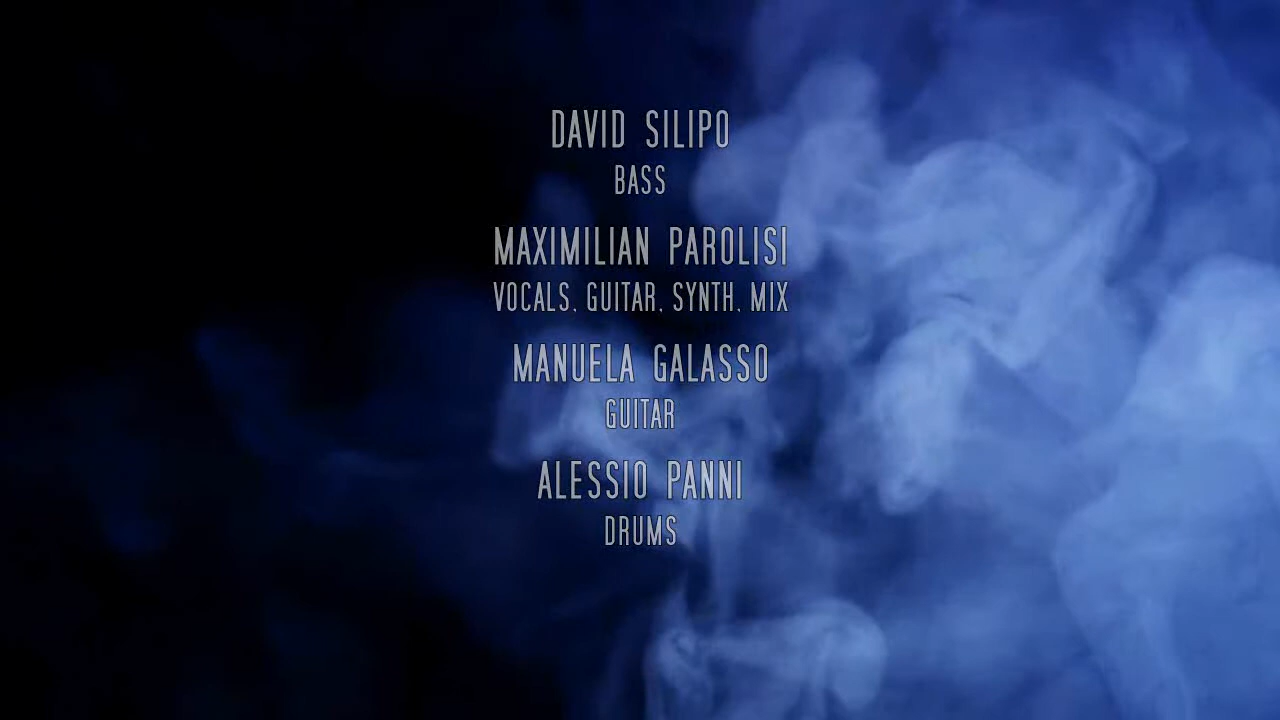 DAVID SILIPO
BASS
MAXIMILIAN PAROLISI
VOCALS, GUITAR, SYNTH, MIX
MANUELA GALASSO
GUITAR
ALESSIO PANNI
DRUMS